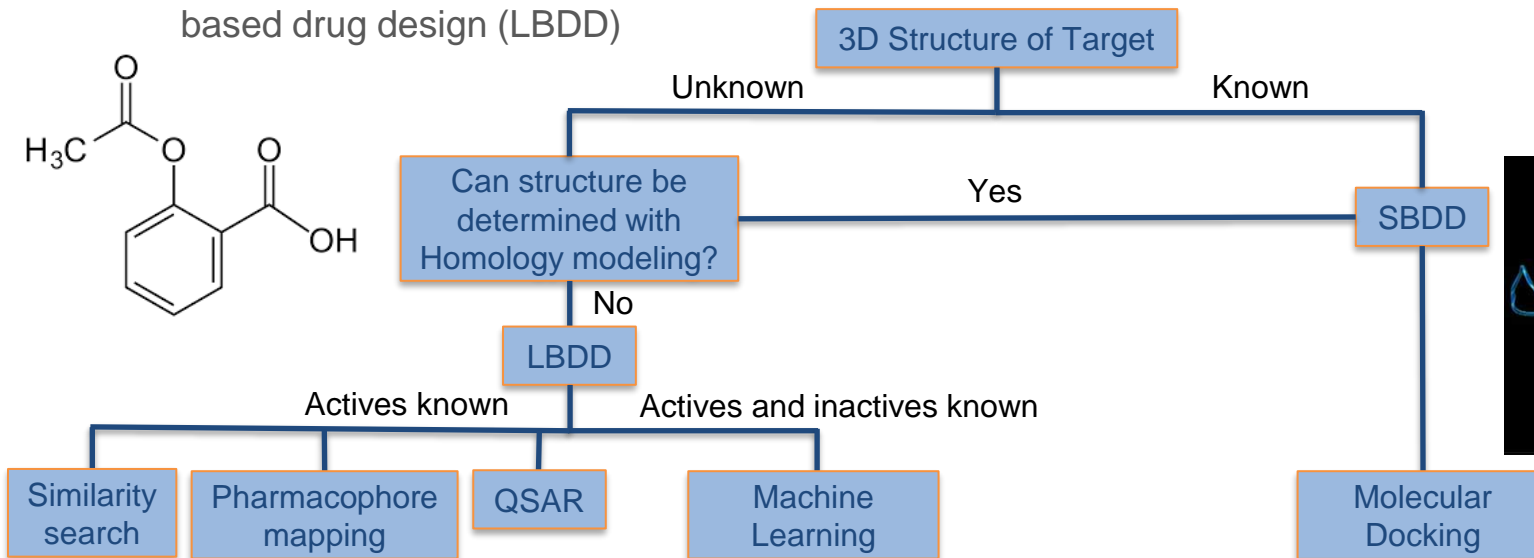 based drug design (LBDD)
3D Structure of Target
Unknown
Known
O
H₃C
O
O
OH
Can structure be
determined with
Homology modeling?
Yes
SBDD
No
LBDD
Actives known
Actives and inactives known
Similarity
search
Pharmacophore
mapping
QSAR
Machine
Learning
Molecular
Docking